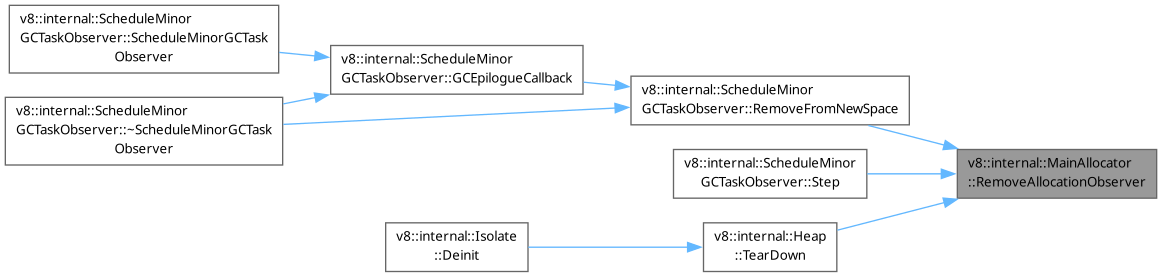 v8::internal::ScheduleMinor
GCTaskObserver::ScheduleMinorGCTask
Observer
v8::internal::ScheduleMinor
GCTaskObserver::~ScheduleMinorGCTask
Observer
v8::internal::ScheduleMinor
GCTaskObserver::GCEpilogueCallback
v8::internal::ScheduleMinor
GCTaskObserver::RemoveFromNewSpace
v8::internal::ScheduleMinor
GCTaskObserver::Step
v8::internal::MainAllocator
::RemoveAllocationObserver
v8::internal::Isolate
::Deinit
v8::internal::Heap
::TearDown